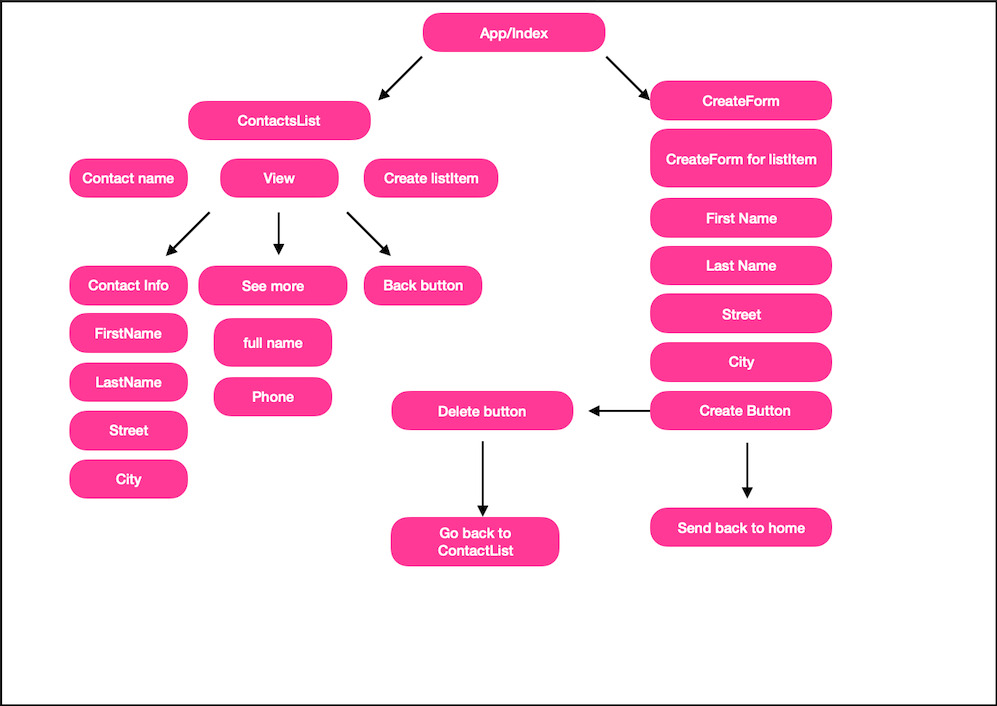 App/Index
ContactsList
Contact name
View
Create listItem
Contact Info
See more
Back button
FirstName
full name
LastName
Phone
Street
City
CreateForm
CreateForm for listItem
First Name
Last Name
Street
City
Create Button
Delete button
Go back to
ContactList
Send back to home